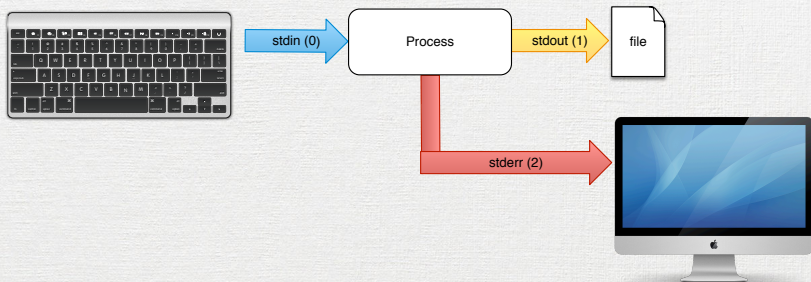 stdin (0)
Process
stdout (1)
file
stderr (2)
Q W E R T Y U I O P
A S D F G H J K L
Z X C V B N M